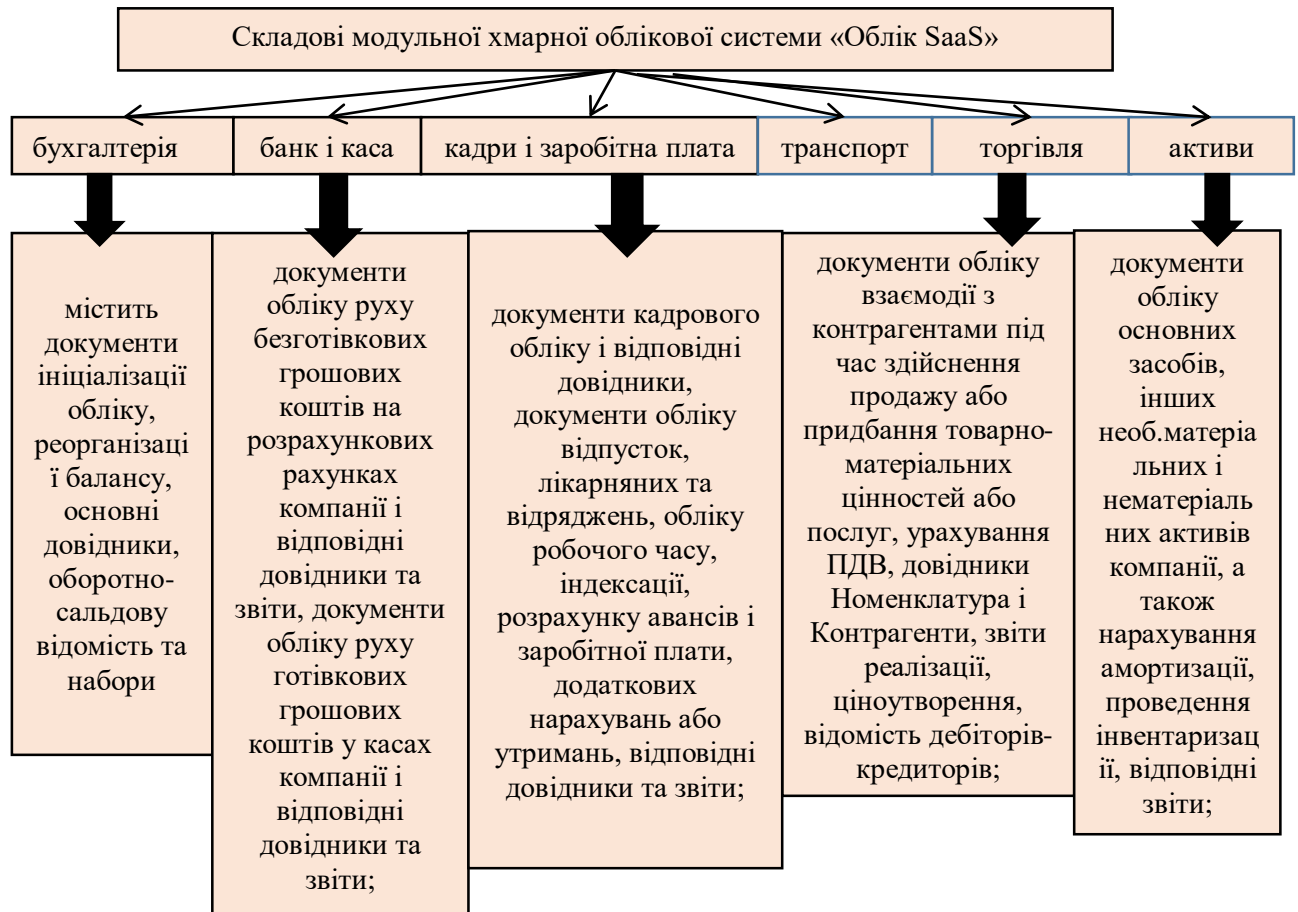 Складові модульної хмарної облікової системи «Облік SaaS»
бухгалтерія
банк і каса
кадри і заробітна плата
транспорт
торгівля
активи
містить
документи
ініціалізації
обліку,
реорганізаці
ї балансу,
основні
довідники,
оборотно-
сальдову
відомість та
набори
документи
обліку руху
безготівкових
грошових
коштів на
розрахункових
рахунках
компанії і
відповідні
довідники та
звіти, документи
обліку руху
готівкових
грошових
коштів у касах
компанії і
відповідні
довідники та
звіти;
документи кадрового
обліку і відповідні
довідники,
документи обліку
відпусток,
лікарняних та
відряджень, обліку
робочого часу,
індексації,
розрахунку авансів і
заробітної плати,
додаткових
нарахувань або
утримань, відповідні
довідники та звіти;
документи обліку
взаємодії з
контрагентами під
час здійснення
продажу або
придбання товарно-
матеріальних
цінностей або
послуг, урахування
ПДВ, довідники
Номенклатура і
Контрагенти, звіти
реалізації,
ціноутворення,
відомість дебіторів-
кредиторів;
документи
обліку
основних
засобів,
інших
необ.матеріа
льних і
нематеріаль
них активів
компанії, а
також
нарахування
амортизації,
проведення
інвентаризац
ії, відповідні
звіти;